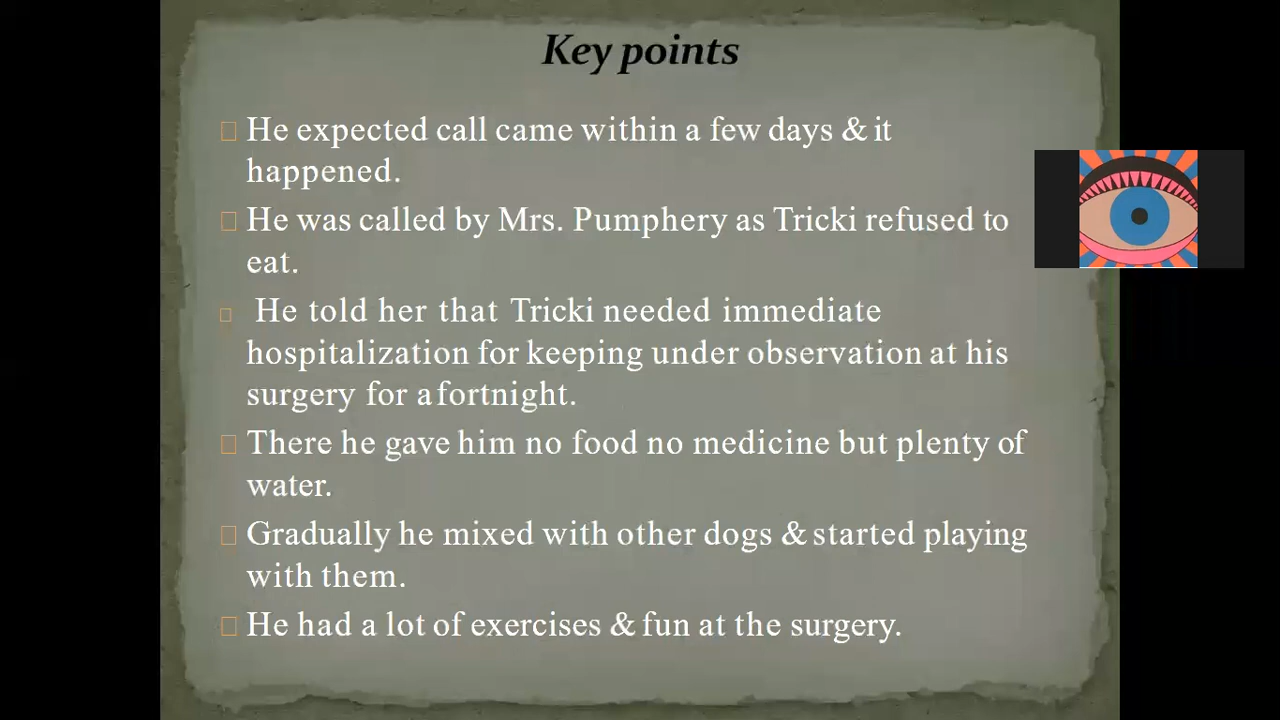 Key points
He expected call came within a few days & it
happened.
He was called by Mrs. Pumphery as Tricki refused to
eat.
He told her that Tricki needed immediate
hospitalization for keeping under observation at his
surgery for a fortnight.
There he gave him no food no medicine but plenty of
water.
Gradually he mixed with other dogs & started playing
with them.
He had a lot of exercises & fun at the surgery.